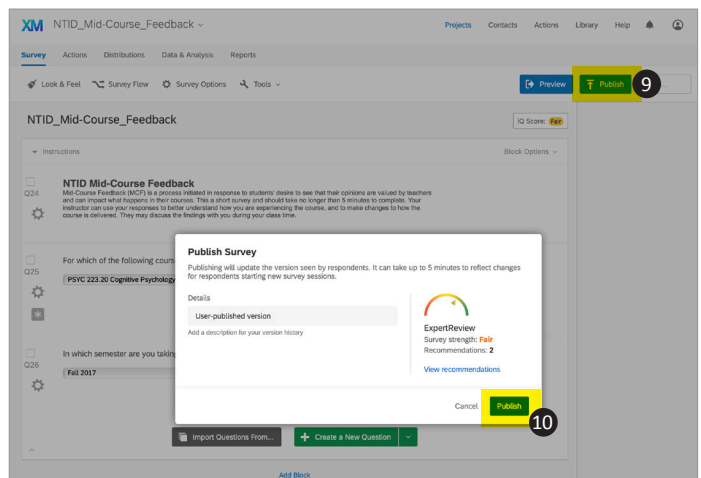 XM NTID_Mid-Course_Feedback
Projects Contacts Actions Library Help
Survey Actions Distributions Data & Analysis Reports
Look & Feel Survey Flow Survey Options Tools Preview Publish 9
NTID_Mid-Course_Feedback
iQ Score: Fair
Instructions
Block Options
Q24
NTID Mid-Course Feedback
Mid-Course Feedback (MCF) is a process initiated in response to students' desire to see that their opinions are valued by teachers
and can impact what happens in their courses. This a short survey and should take no longer than 5 minutes to complete. Your
instructor can use your responses to better understand how you are experiencing the course, and to make changes to how the
course is delivered. They may discuss the findings with you during your class time.
Q25
For which of the following cours
PSYC 223.20 Cognitive Psychology
Q26
In which semester are you taking
Fall 2017
Publish Survey
Publishing will update the version seen by respondents. It can take up to 5 minutes to reflect changes
for respondents starting new survey sessions.
Details
User-published version
Add a description for your version history
ExpertReview
Survey strength: Fair
Recommendations: 2
View recommendations
Cancel Publish
10
Import Questions From... Create a New Question
Add Block